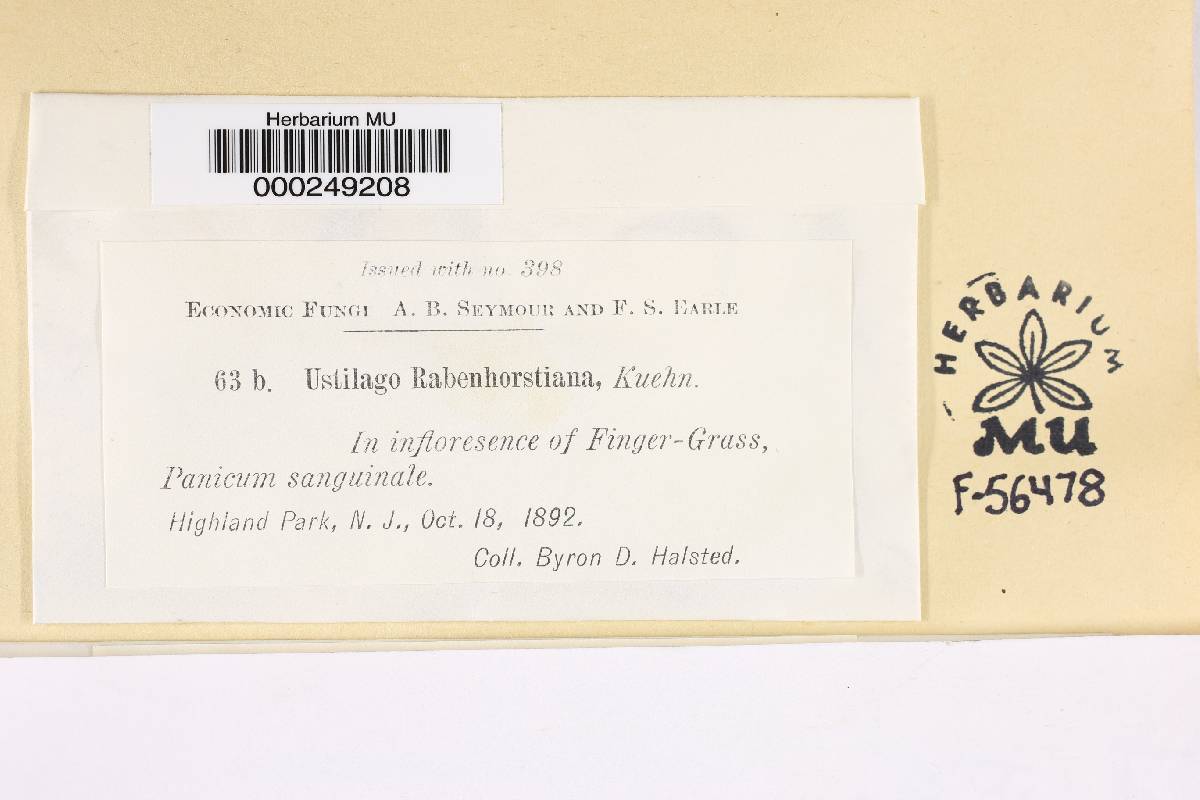 Herbarium MU
000249208
Issued with no. 398
Economic Fungi A. B. Seymour and F. S. Earle
63 b. Ustilago Rabenhorstiana, Kuehn.
In infloresence of Finger-Grass,
Panicum sanguinale.
Highland Park, N. J., Oct. 18, 1892.
Coll. Byron D. Halsted.
HERBARIUM
MU
F-56478